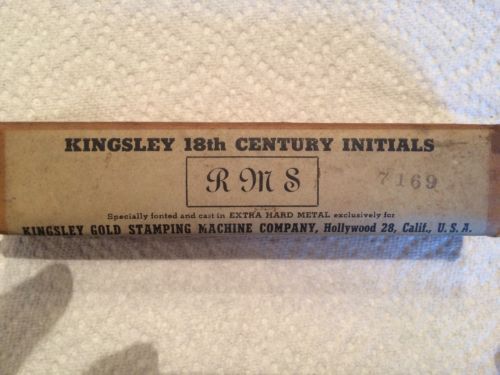 KINGSLEY 18th CENTURY INITIALS
R M S
7169
Specially fonted and cast in EXTRA HARD METAL exclusively for
KINGSLEY GOLD STAMPING MACHINE COMPANY, Hollywood 28, Calif., U. S. A.